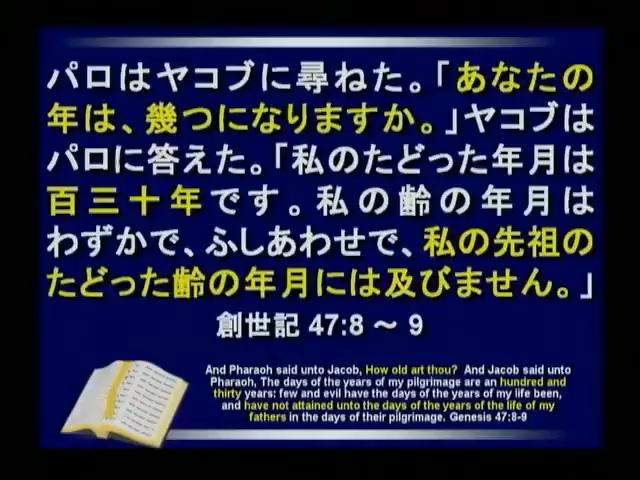 パロはヤコブに尋ねた。「あなたの
年は、幾つになりますか。」ヤコブは
パロに答えた。「私のたどった年月は
百三十年です。私の齢の年月は
わずかで、ふしあわせで、私の先祖の
たどった齢の年月には及びません。」
創世記 47:8 ～ 9
And Pharaoh said unto Jacob, How old art thou? And Jacob said unto
Pharaoh, The days of the years of my pilgrimage are an hundred and
thirty years: few and evil have the days of the years of my life been,
and have not attained unto the days of the years of the life of my
fathers in the days of their pilgrimage. Genesis 47:8-9